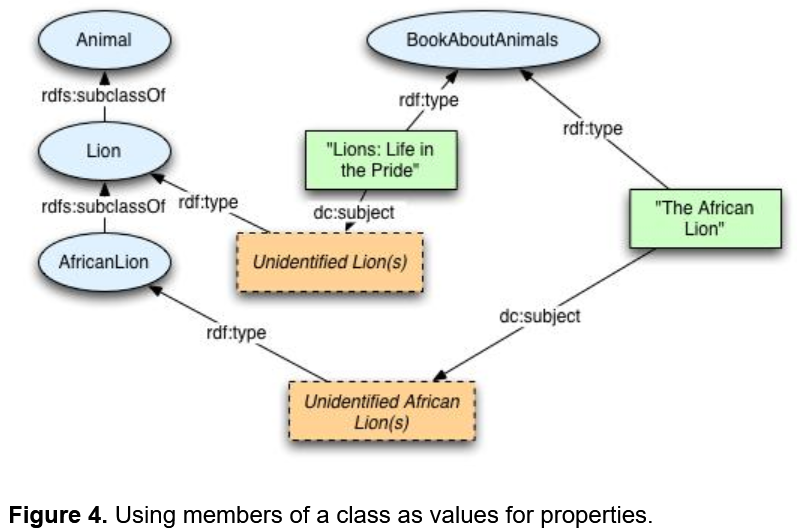 Animal
BookAboutAnimals
rdfs:subclassOf
rdf:type
rdf:type
Lion
"Lions: Life in
the Pride"
rdfs:subclassOf
rdf:type
dc:subject
"The African
Lion"
AfricanLion
Unidentified Lion(s)
rdf:type
dc:subject
Unidentified African
Lion(s)
Figure 4. Using members of a class as values for properties.